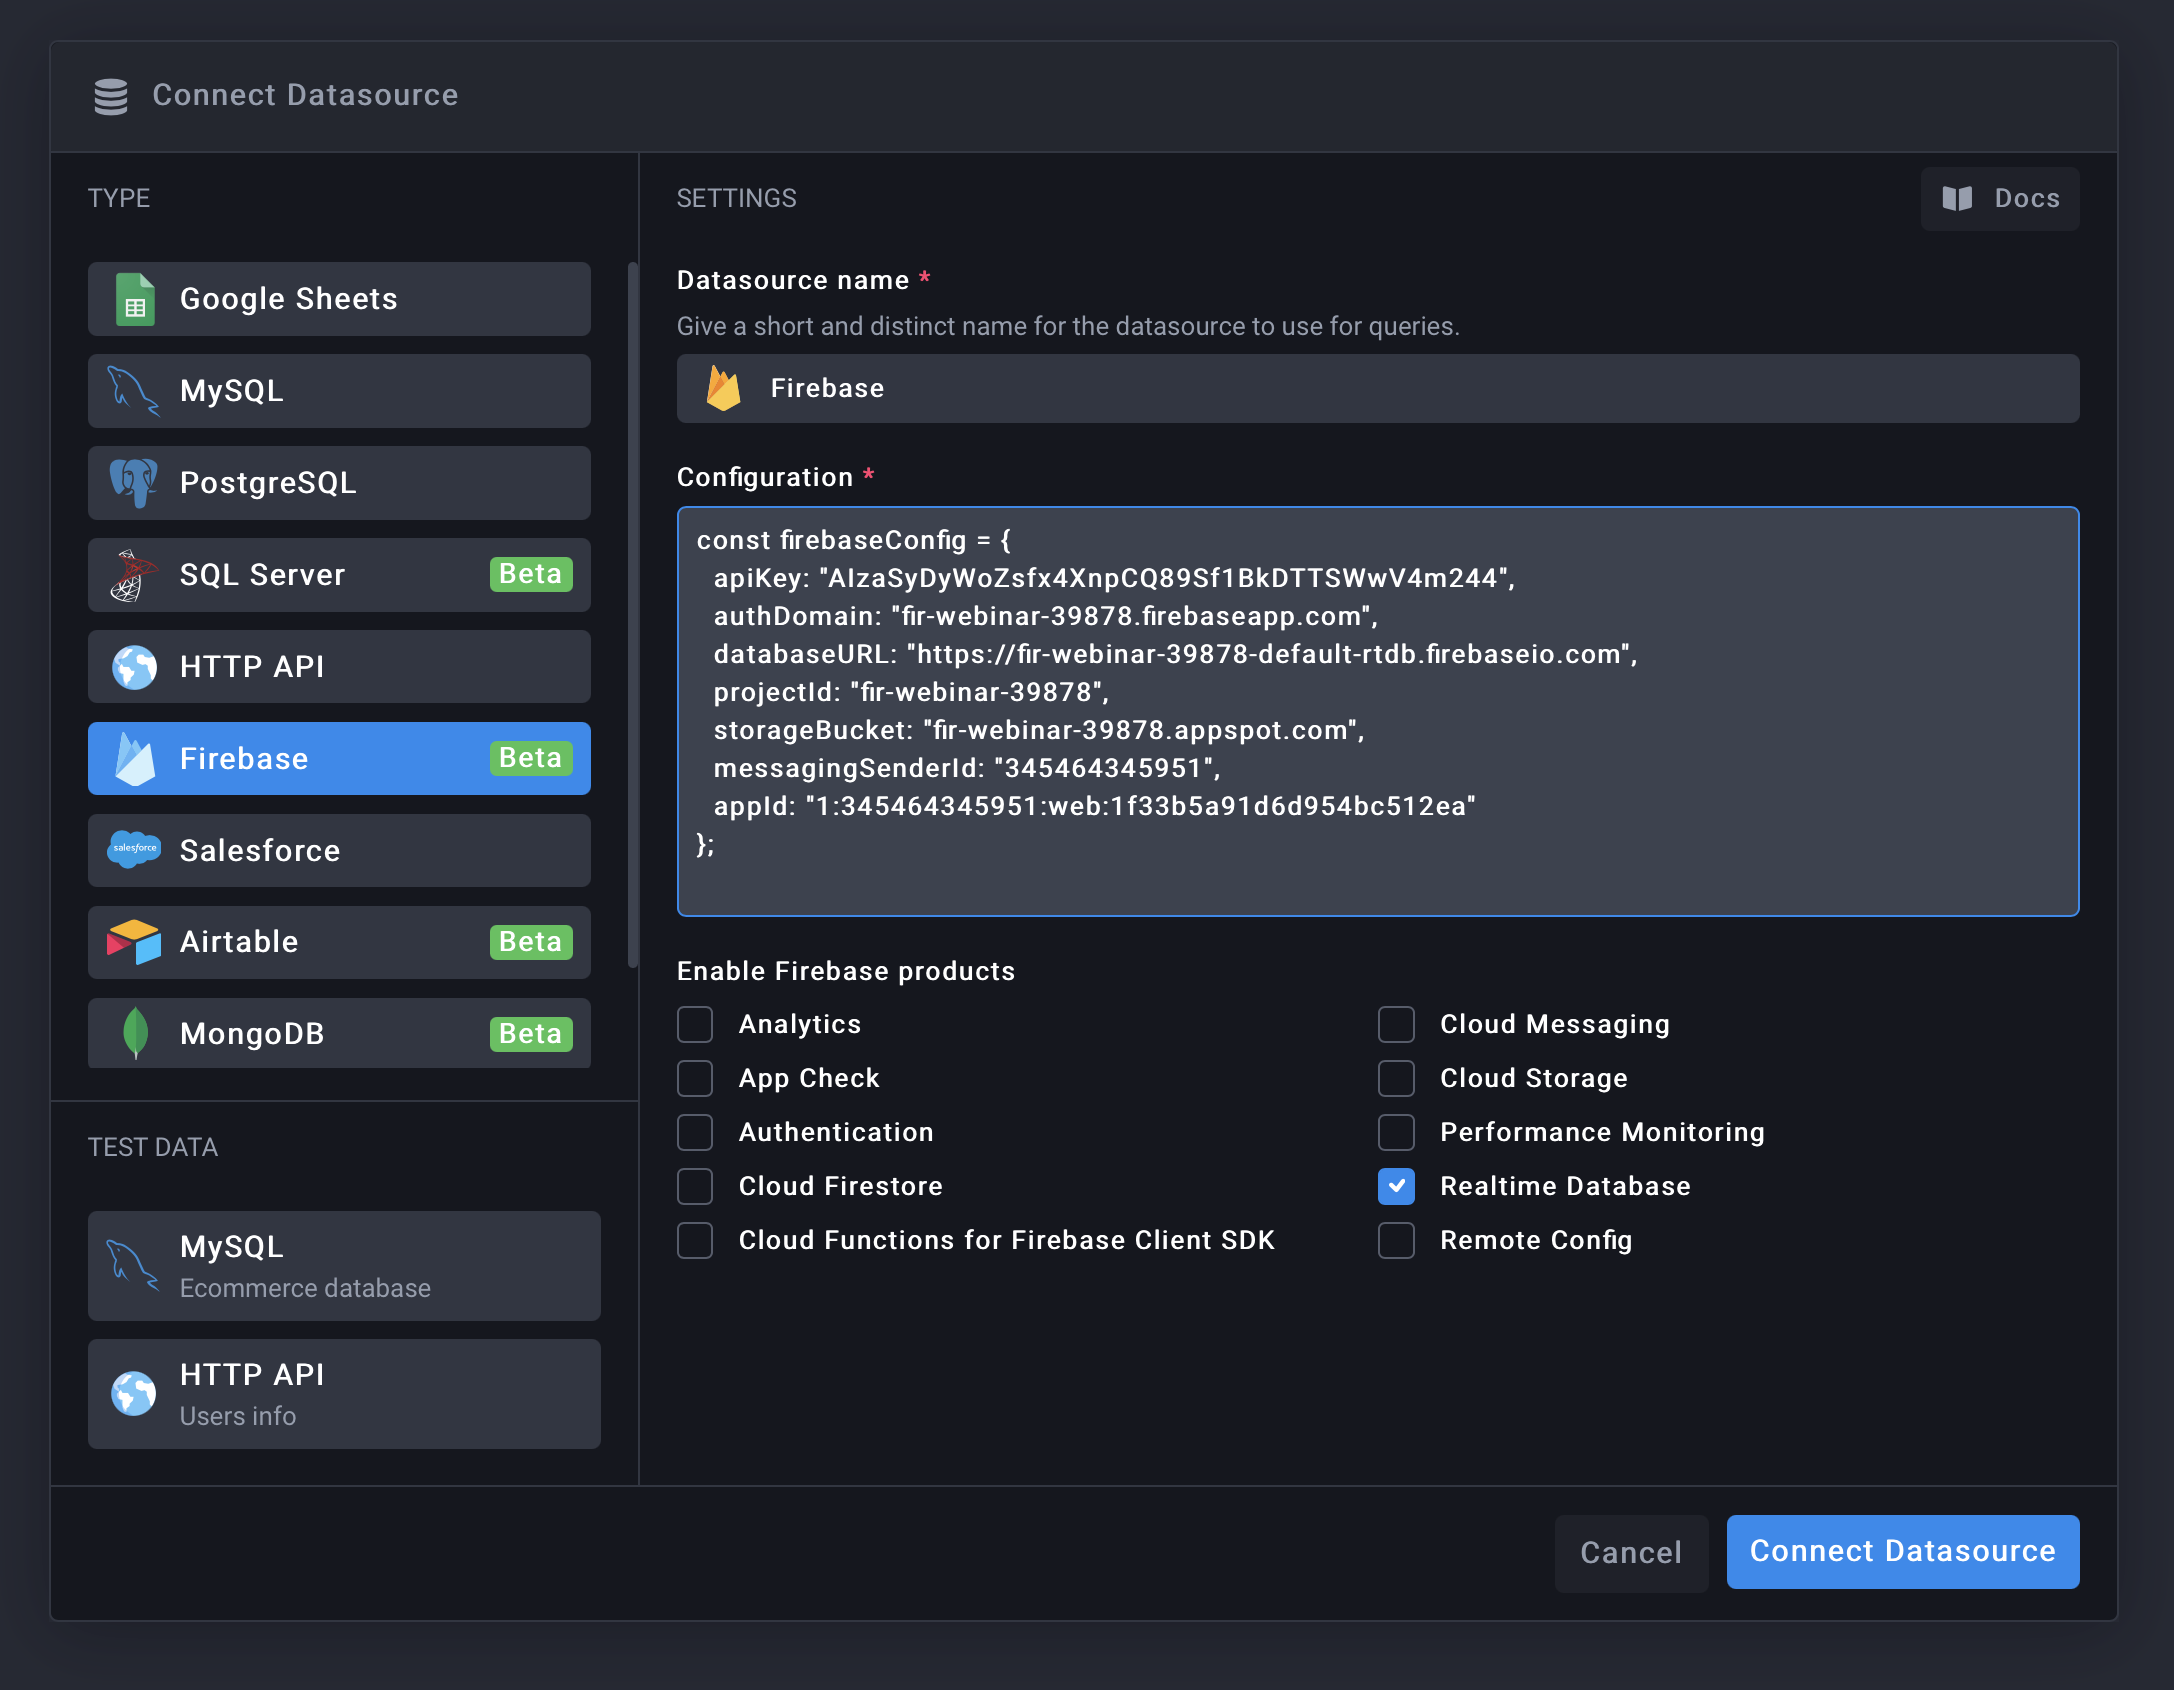 Connect Datasource
TYPE
Google Sheets
MySQL
PostgreSQL
SQL Server Beta
HTTP API
Firebase Beta
salesforce Salesforce
Airtable Beta
MongoDB Beta
TEST DATA
MySQL
Ecommerce database
HTTP API
Users info
SETTINGS
Docs
Datasource name *
Give a short and distinct name for the datasource to use for queries.
Firebase
Configuration *
const firebaseConfig = {
apiKey: "AIzaSyDyWoZsfx4XnpCQ89Sf1BkDTTSWwV4m244",
authDomain: "fir-webinar-39878.firebaseapp.com",
databaseURL: "https://fir-webinar-39878-default-rtdb.firebaseio.com",
projectId: "fir-webinar-39878",
storageBucket: "fir-webinar-39878.appspot.com",
messagingSenderId: "345464345951",
appId: "1:345464345951:web:1f33b5a91d6d954bc512ea"
};
Enable Firebase products
Analytics
App Check
Authentication
Cloud Firestore
Cloud Functions for Firebase Client SDK
Cloud Messaging
Cloud Storage
Performance Monitoring
Realtime Database
Remote Config
Cancel
Connect Datasource